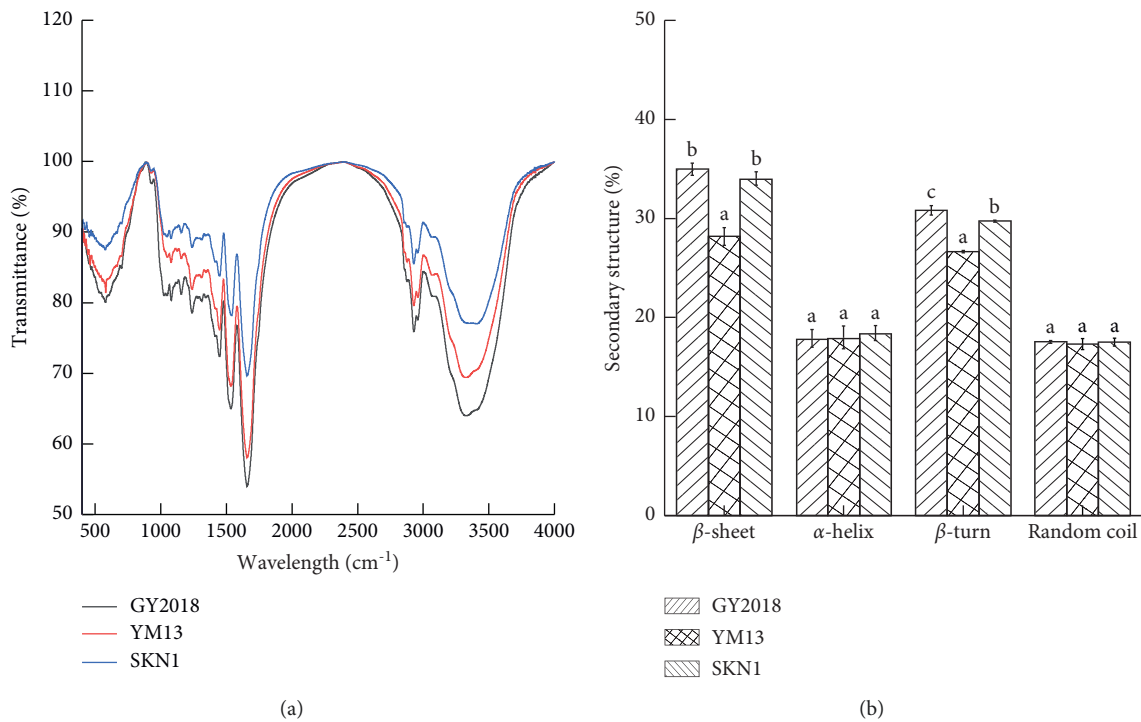 120
110
100
90
80
70
60
50
Transmittance (%)
500 1000 1500 2000 2500 3000 3500 4000
Wavelength (cm-1)
GY2018
YM13
SKN1
(a)
50
40
30
20
10
0
Secondary structure (%)
b a b
a a a
c a b
a a a
β-sheet α-helix β-turn Random coil
GY2018
YM13
SKN1
(b)